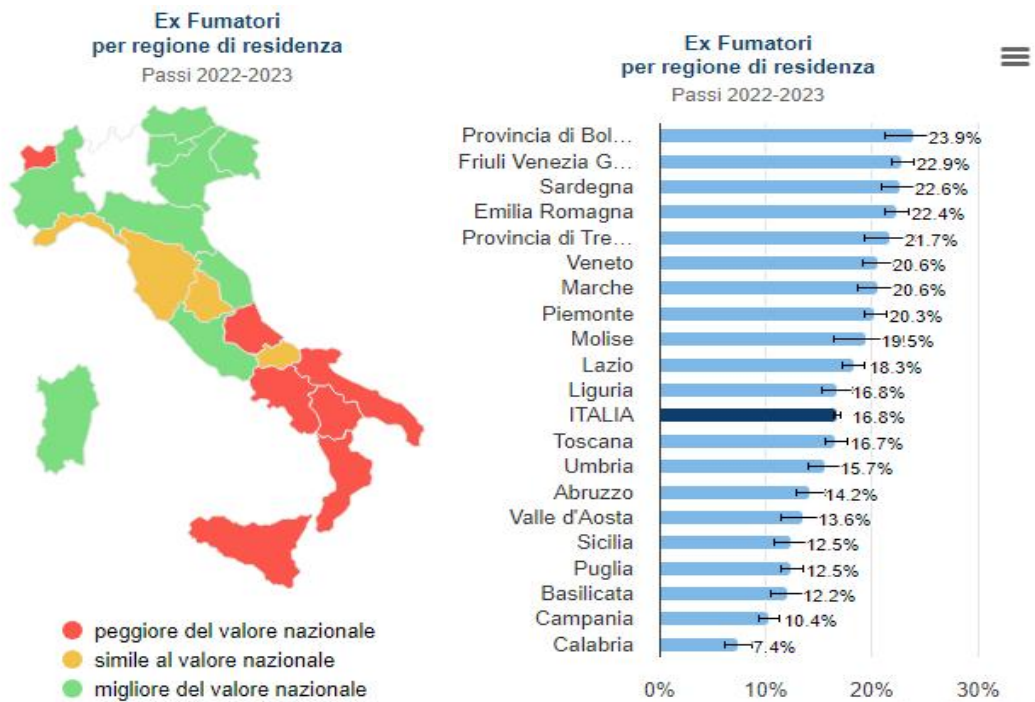 Ex Fumatori
per regione di residenza
Passi 2022-2023
peggiore del valore nazionale
simile al valore nazionale
migliore del valore nazionale
Ex Fumatori
per regione di residenza
Passi 2022-2023
Provincia di Bol... 23.9%
Friuli Venezia G... 22.9%
Sardegna 22.6%
Emilia Romagna 22.4%
Provincia di Tre... 21.7%
Veneto 20.6%
Marche 20.6%
Piemonte 20.3%
Molise 19.5%
Lazio 18.3%
Liguria 16.8%
ITALIA 16.8%
Toscana 16.7%
Umbria 15.7%
Abruzzo 14.2%
Valle d'Aosta 13.6%
Sicilia 12.5%
Puglia 12.5%
Basilicata 12.2%
Campania 10.4%
Calabria 7.4%
0% 10% 20% 30%